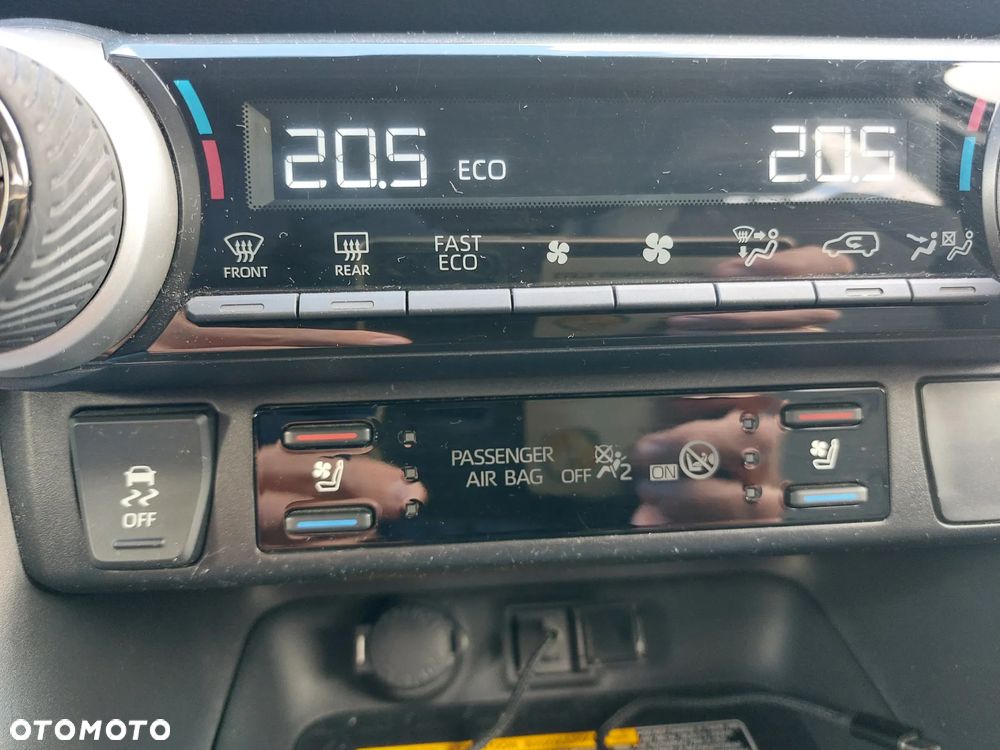 20.5 ECO 20.5
FRONT REAR FAST ECO
OFF PASSENGER AIR BAG OFF 2 ON
OTOMOTO